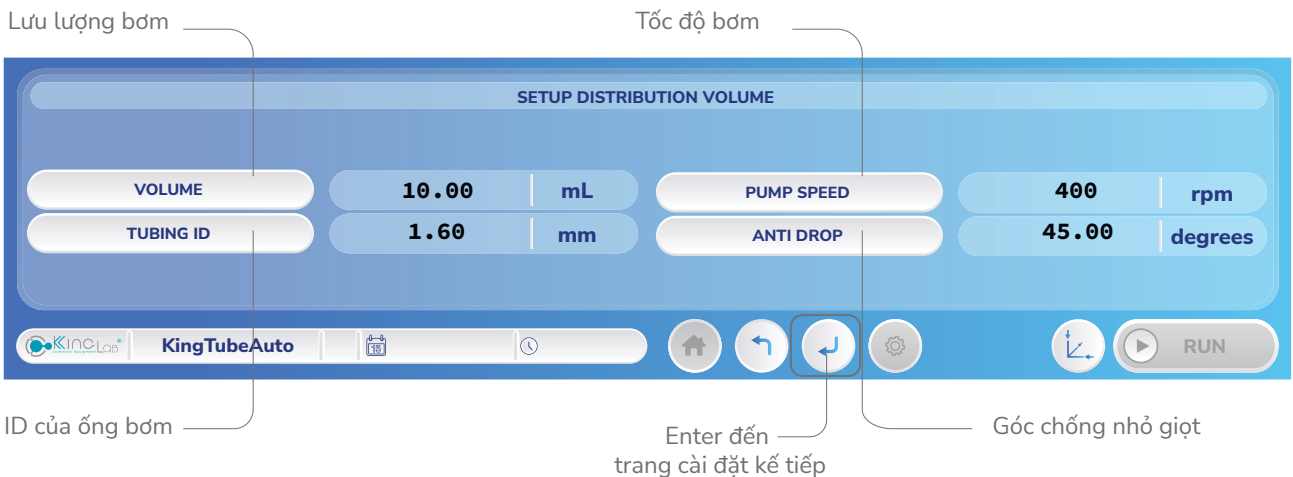 Lưu lượng bơm
Tốc độ bơm
SETUP DISTRIBUTION VOLUME
VOLUME 10.00 mL PUMP SPEED 400 rpm
TUBING ID 1.60 mm ANTI DROP 45.00 degrees
KingLab® KingTubeAuto RUN
ID của ống bơm
Enter đến
trang cài đặt kế tiếp
Góc chống nhỏ giọt